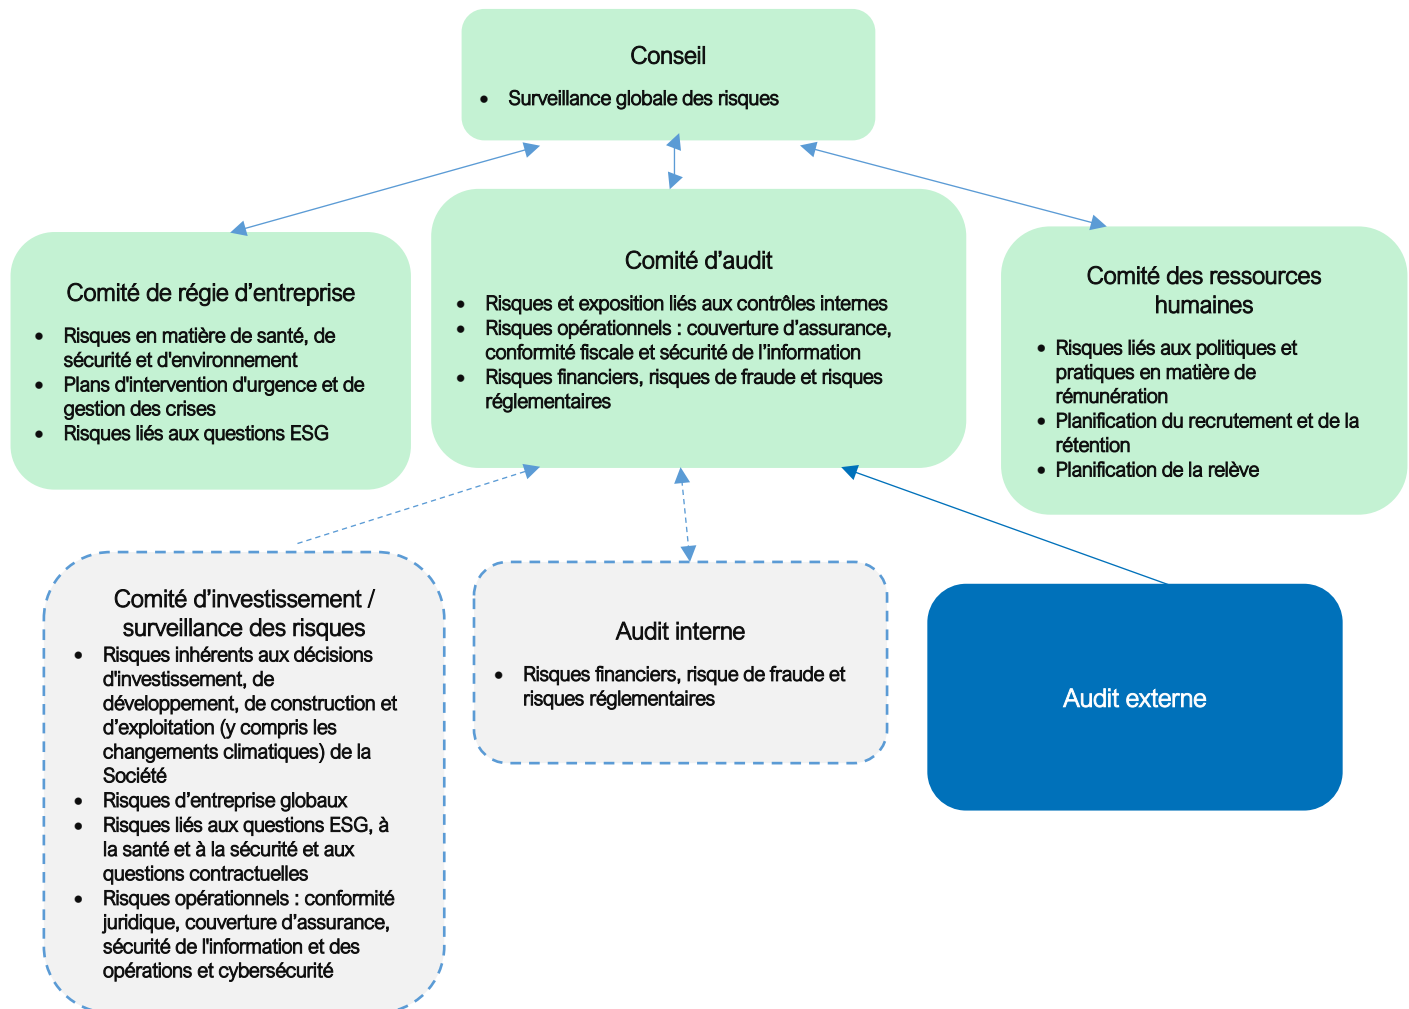 Conseil
• Surveillance globale des risques
Comité de régie d’entreprise
• Risques en matière de santé, de
sécurité et d'environnement
• Plans d'intervention d'urgence et de
gestion des crises
• Risques liés aux questions ESG
Comité d’audit
• Risques et exposition liés aux contrôles internes
• Risques opérationnels : couverture d’assurance,
conformité fiscale et sécurité de l’information
• Risques financiers, risques de fraude et risques
réglementaires
Comité des ressources
humaines
• Risques liés aux politiques et
pratiques en matière de
rémunération
• Planification du recrutement et de la
rétention
• Planification de la relève
Comité d’investissement /
surveillance des risques
• Risques inhérents aux décisions
d'investissement, de
développement, de construction et
d’exploitation (y compris les
changements climatiques) de la
Société
• Risques d’entreprise globaux
• Risques liés aux questions ESG, à
la santé et à la sécurité et aux
questions contractuelles
• Risques opérationnels : conformité
juridique, couverture d’assurance,
sécurité de l'information et des
opérations et cybersécurité
Audit interne
• Risques financiers, risque de fraude et
risques réglementaires
Audit externe